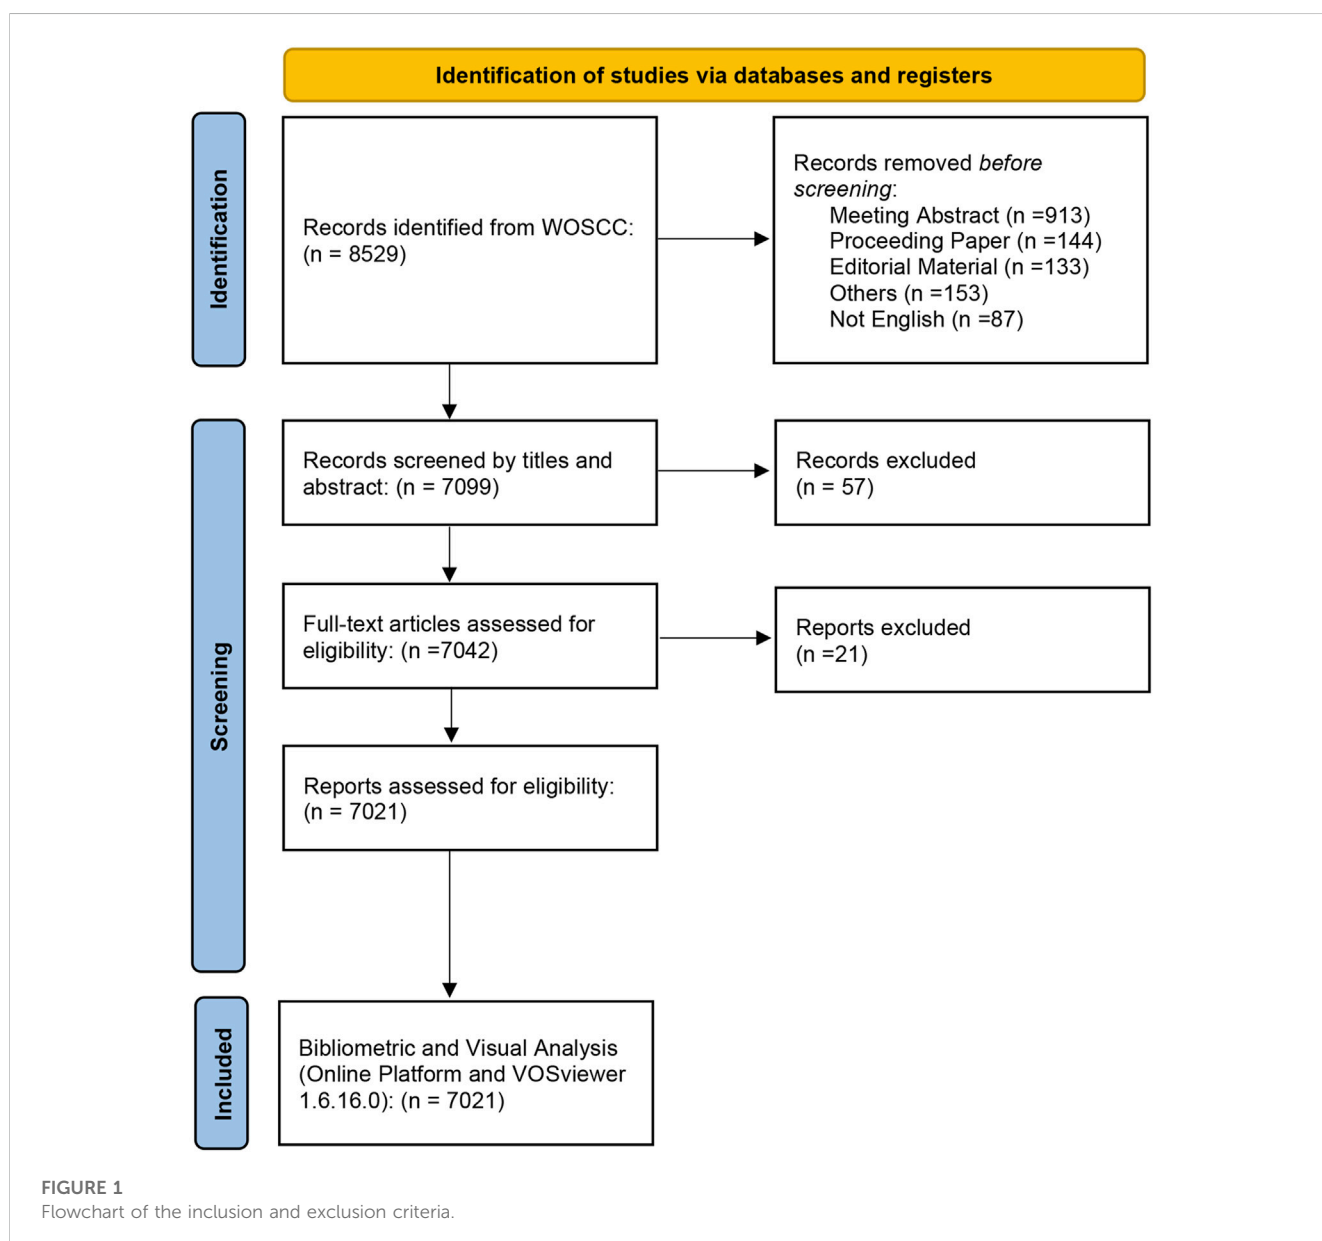 Identification of studies via databases and registers
Identification
Records identified from WOSCC:
(n = 8529)
Records removed before
screening:
Meeting Abstract (n =913)
Proceeding Paper (n =144)
Editorial Material (n =133)
Others (n =153)
Not English (n =87)
Screening
Records screened by titles and
abstract: (n = 7099)
Records excluded
(n = 57)
Full-text articles assessed for
eligibility: (n =7042)
Reports excluded
(n =21)
Reports assessed for eligibility:
(n = 7021)
Included
Bibliometric and Visual Analysis
(Online Platform and VOSviewer
1.6.16.0): (n = 7021)
FIGURE 1
Flowchart of the inclusion and exclusion criteria.